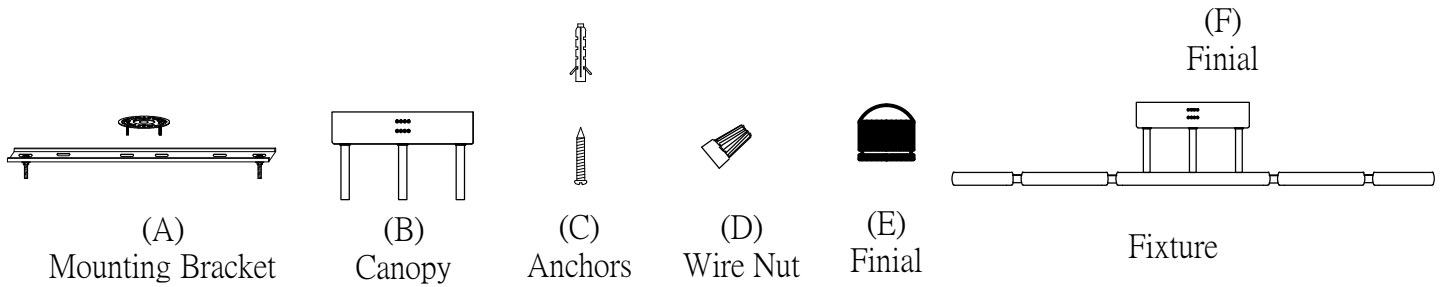 (F)
Finial
(A)
Mounting Bracket
(B)
Canopy
(C)
Anchors
(D)
Wire Nut
(E)
Finial
Fixture